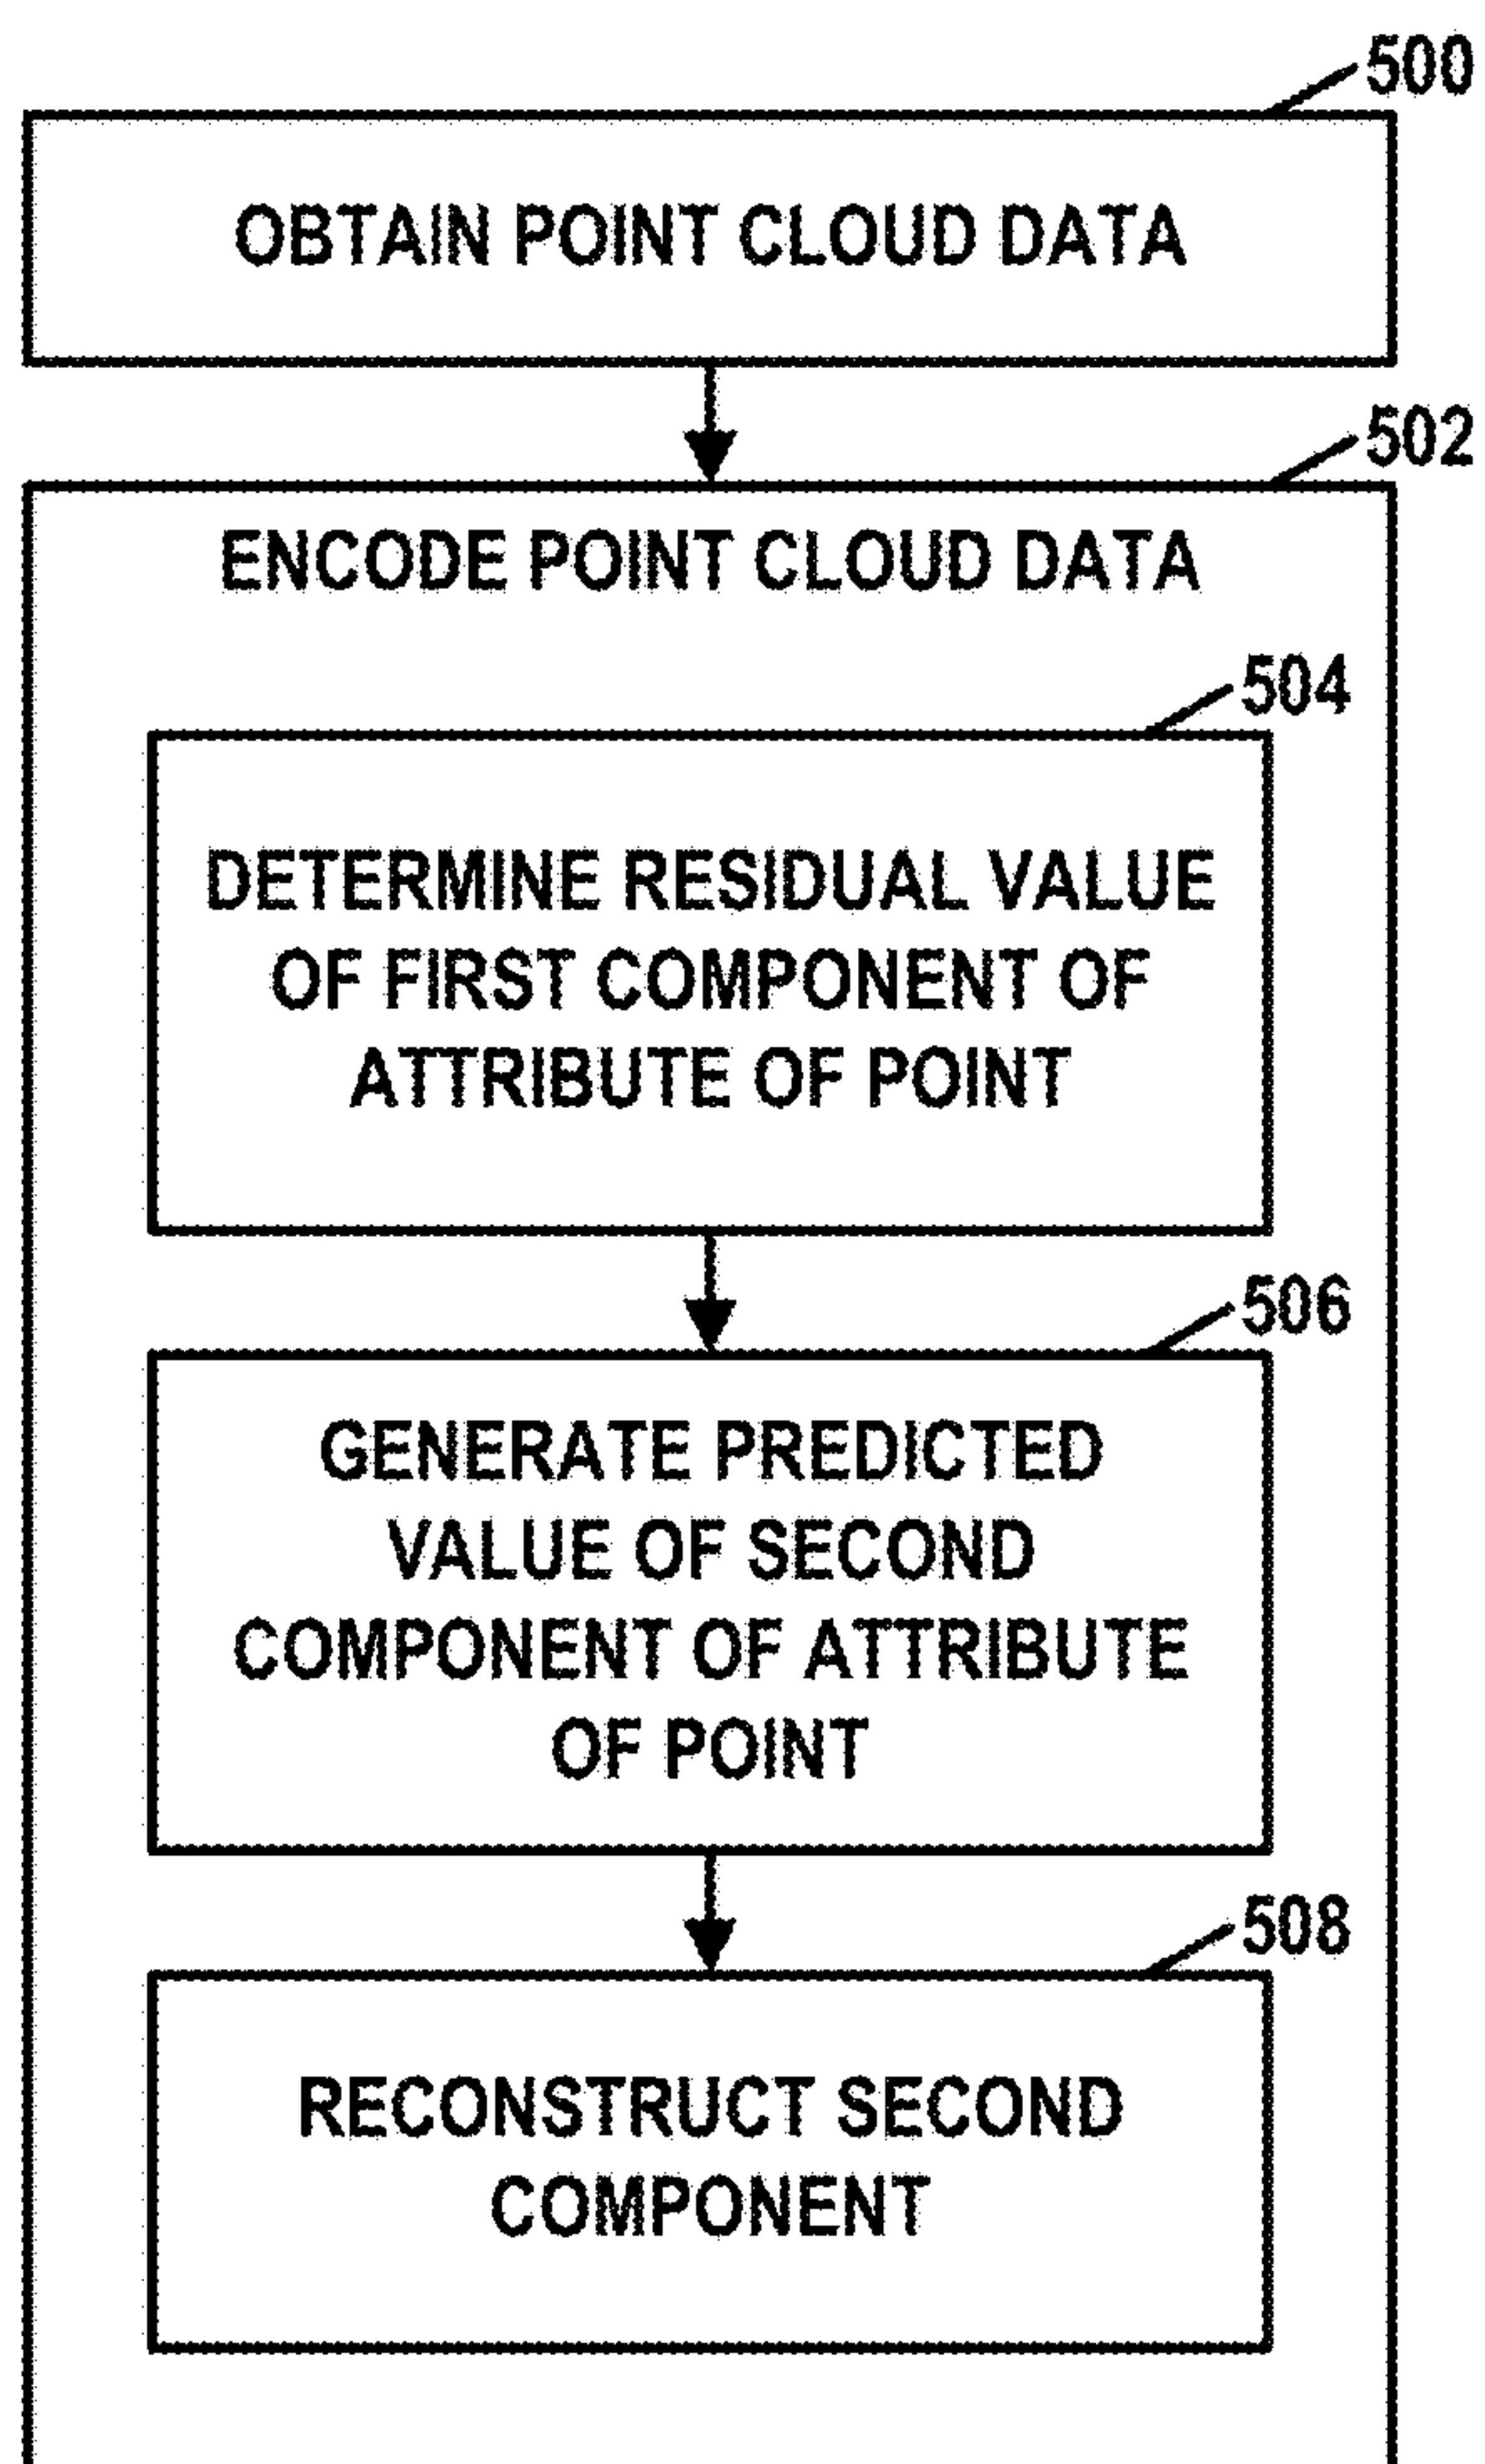 500
OBTAIN POINT CLOUD DATA
502
ENCODE POINT CLOUD DATA
504
DETERMINE RESIDUAL VALUE
OF FIRST COMPONENT OF
ATTRIBUTE OF POINT
506
GENERATE PREDICTED
VALUE OF SECOND
COMPONENT OF ATTRIBUTE
OF POINT
508
RECONSTRUCT SECOND
COMPONENT